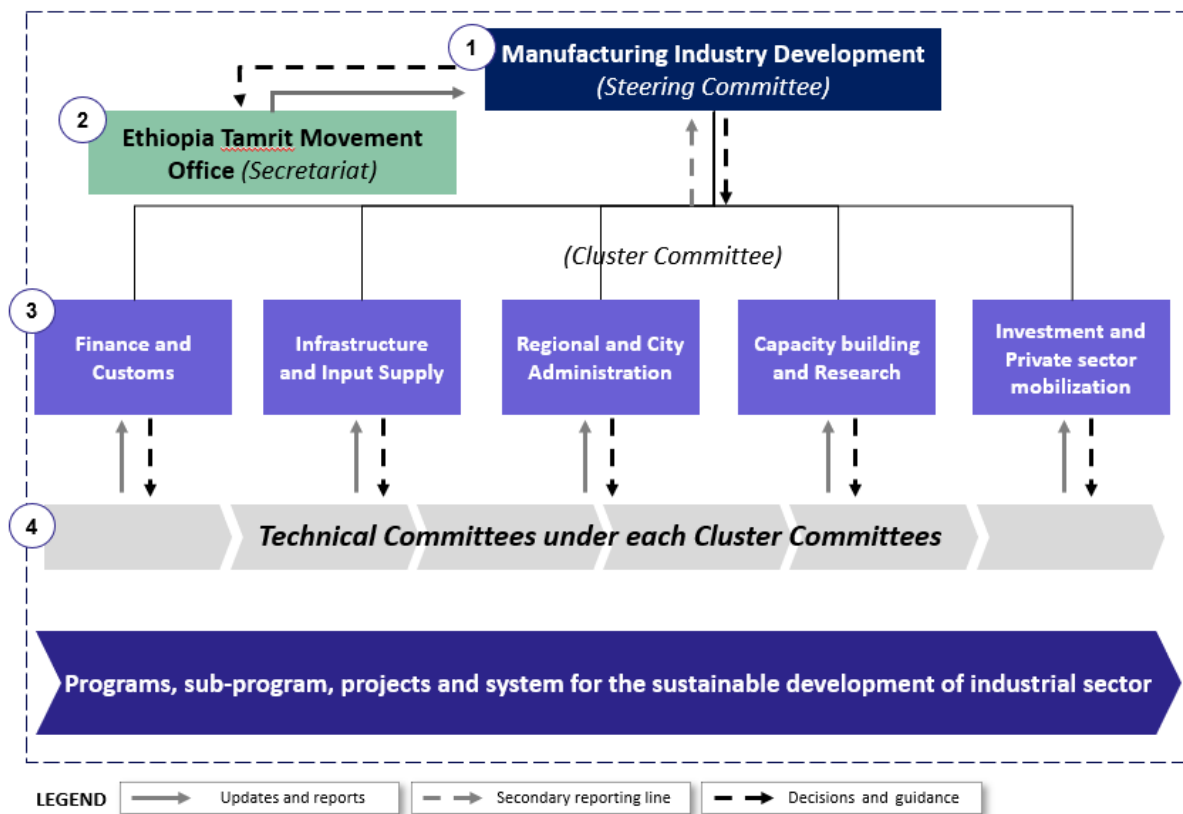 1
Manufacturing Industry Development
(Steering Committee)
2
Ethiopia Tamrit Movement
Office (Secretariat)
(Cluster Committee)
3
Finance and
Customs
Infrastructure
and Input Supply
Regional and City
Administration
Capacity building
and Research
Investment and
Private sector
mobilization
4
Technical Committees under each Cluster Committees
Programs, sub-program, projects and system for the sustainable development of industrial sector
LEGEND
Updates and reports
Secondary reporting line
Decisions and guidance